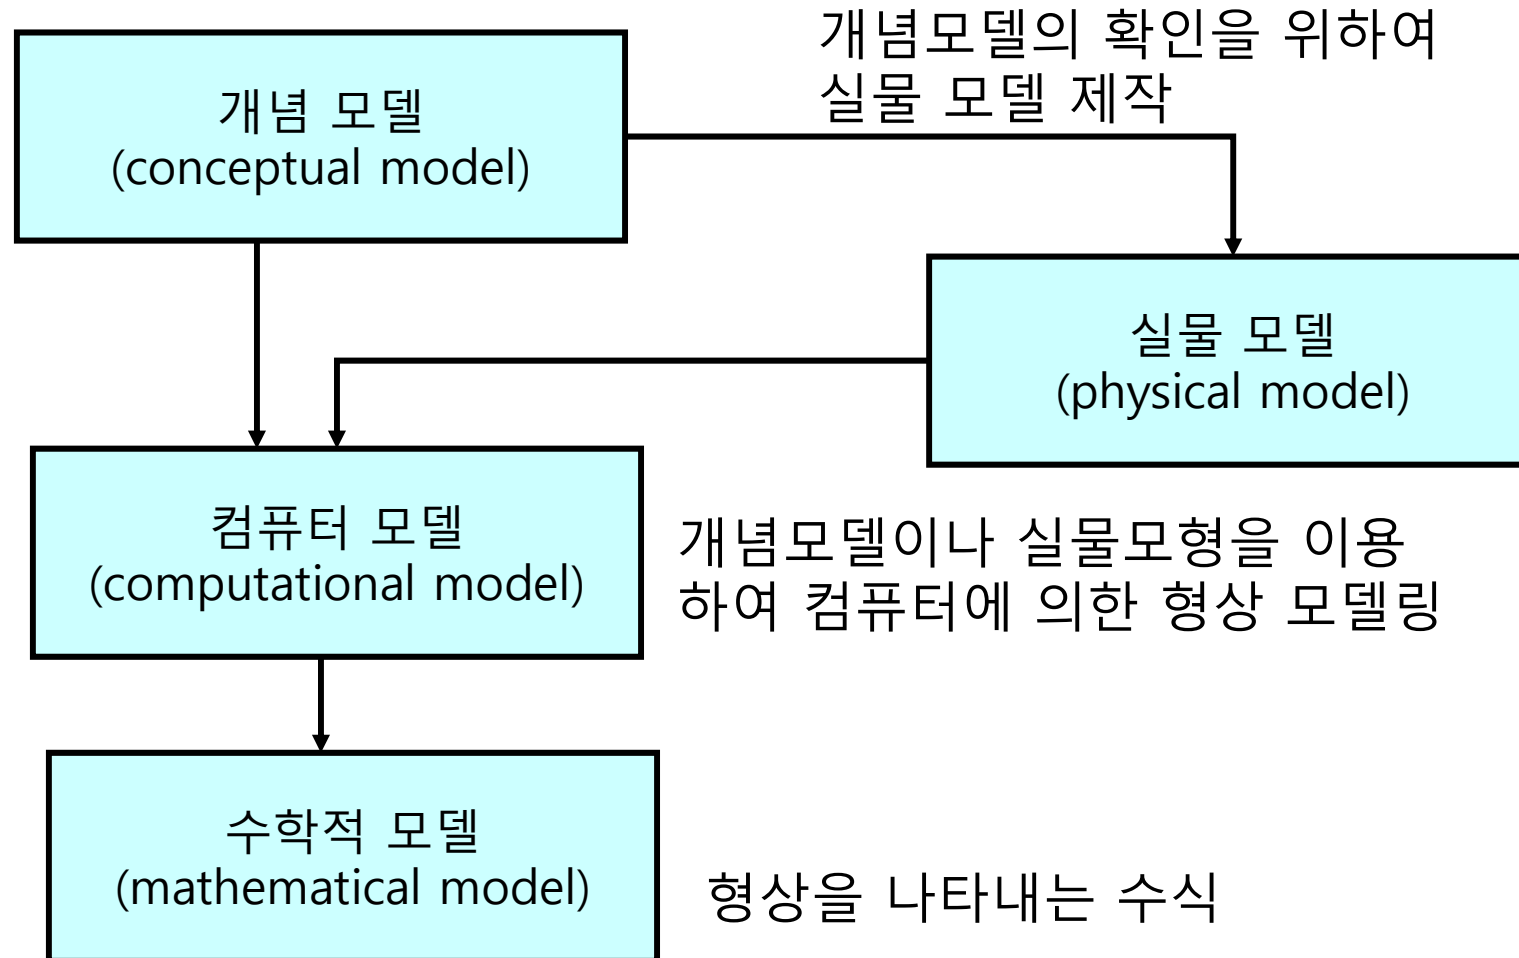 개념모델의 확인을 위하여
실물 모델 제작
개념 모델
(conceptual model)
실물 모델
(physical model)
컴퓨터 모델
(computational model)
개념모델이나 실물모형을 이용
하여 컴퓨터에 의한 형상 모델링
수학적 모델
(mathematical model)
형상을 나타내는 수식